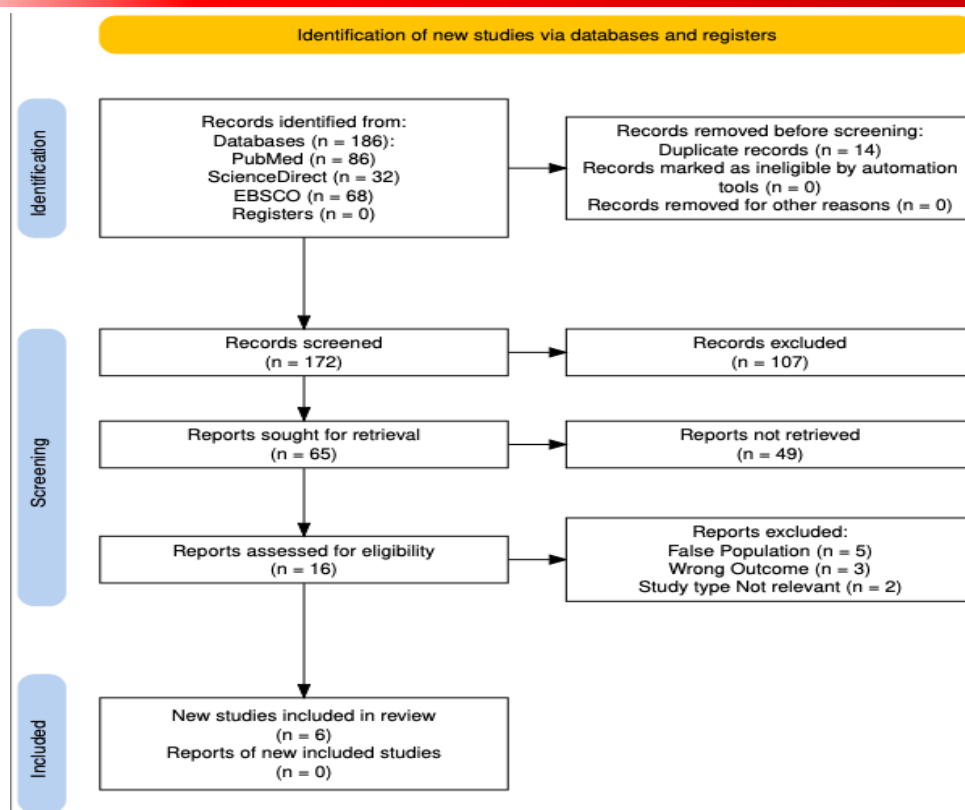 Identification of new studies via databases and registers
Identification
Records identified from:
Databases (n = 186):
PubMed (n = 86)
ScienceDirect (n = 32)
EBSCO (n = 68)
Registers (n = 0)
Records removed before screening:
Duplicate records (n = 14)
Records marked as ineligible by automation
tools (n = 0)
Records removed for other reasons (n = 0)
Screening
Records screened
(n = 172)
Records excluded
(n = 107)
Reports sought for retrieval
(n = 65)
Reports not retrieved
(n = 49)
Reports assessed for eligibility
(n = 16)
Reports excluded:
False Population (n = 5)
Wrong Outcome (n = 3)
Study type Not relevant (n = 2)
Included
New studies included in review
(n = 6)
Reports of new included studies
(n = 0)